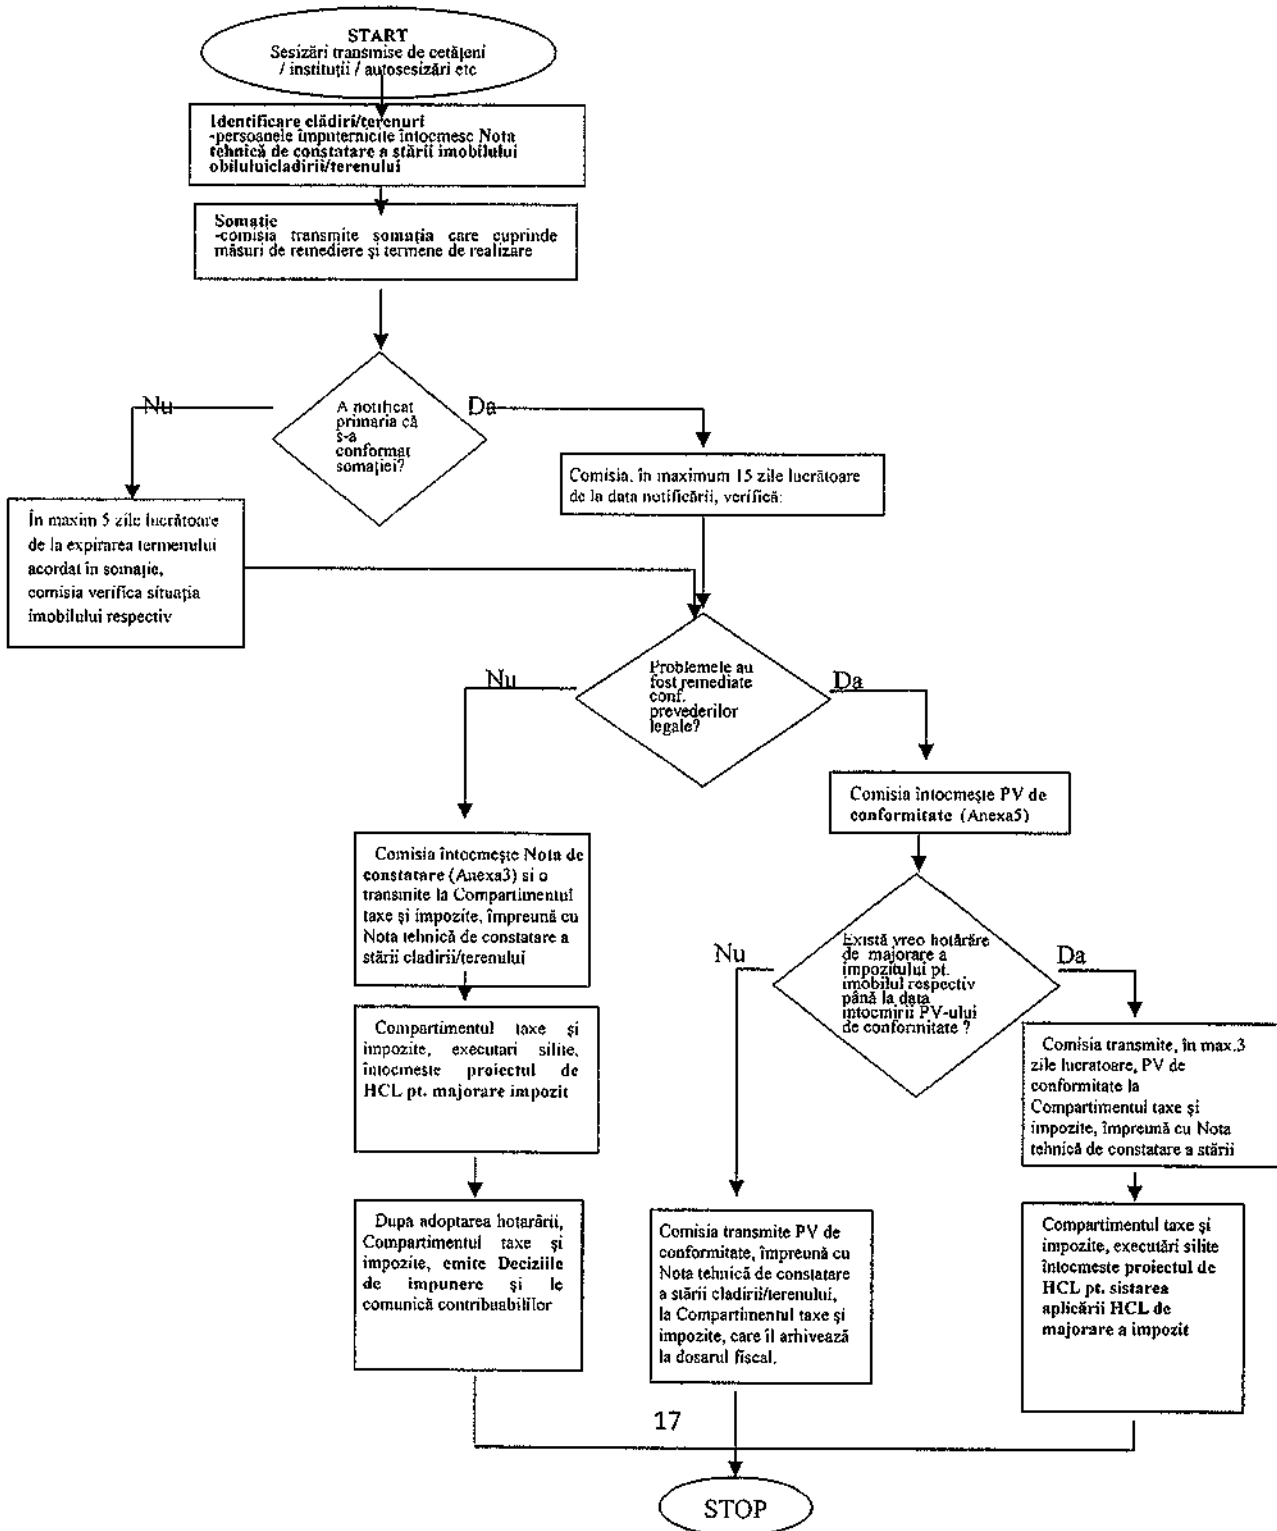 START
Sesizări transmise de cetățeni
/ instituții / autosesizări etc
Identificare clădiri/terenuri
-persoanele împuternicite întocmesc Nota
tehnică de constatare a stării imobilului
obiluluicladirii/terenului
Somație
-comisia transmite somația care cuprinde
măsuri de remediere și termene de realizare
Nu
Da
A notificat
primaria că
s-a
conformat
somației?
Comisia, în maximum 15 zile lucrătoare
de la data notificării, verifică:
În maxim 5 zile lucrătoare
de la expirarea termenului
acordat în somație,
comisia verifica situația
imobilului respectiv
Nu
Da
Problemele au
fost remediate
conf.
prevederilor
legale?
Comisia întocmește PV de
conformitate (Anexa5)
Comisia întocmește Nota de
constatare (Anexa3) si o
transmite la Compartimentul
taxe și impozite, împreună cu
Nota tehnică de constatare a
stării cladirii/terenului
Nu
Da
Există vreo hotărâre
de majorare a
impozitului pt.
imobilul respectiv
până la data
întocmirii PV-ului
de conformitate ?
Compartimentul taxe și
impozite, executari silite,
întocmește proiectul de
HCL pt. majorare impozit
Comisia transmite, în max.3
zile lucratoare, PV de
conformitate la
Compartimentul taxe și
impozite, împreună cu Nota
tehnică de constatare a stării
Dupa adoptarea hotarârii,
Compartimentul taxe și
impozite, emite Deciziile
de impunere și le
comunică contribuabililor
Comisia transmite PV de
conformitate, împreună cu
Nota tehnică de constatare
a stării cladirii/terenului,
la Compartimentul taxe și
impozite, care îl arhivează
la dosarul fiscal.
Compartimentul taxe și
impozite, executări silite
întocmeste proiectul de
HCL pt. sistarea
aplicării HCL de
majorare a impozit
17
STOP